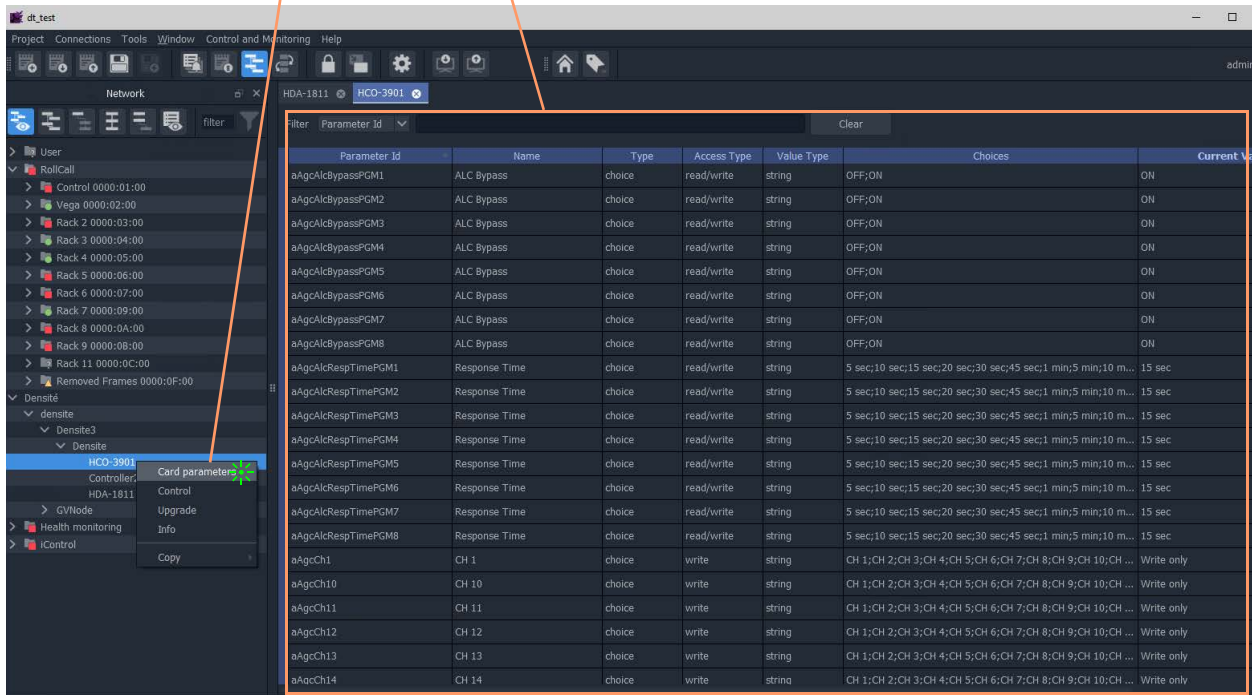 dt_test
Project Connections Tools Window Control and Monitoring Help
admin
Network
HDA-1811 HCO-3901
filter
Filter Parameter Id Clear
User
RollCall
Control 0000:01:00
Vega 0000:02:00
Rack 2 0000:03:00
Rack 3 0000:04:00
Rack 4 0000:05:00
Rack 5 0000:06:00
Rack 6 0000:07:00
Rack 7 0000:09:00
Rack 8 0000:0A:00
Rack 9 0000:0B:00
Rack 11 0000:0C:00
Removed Frames 0000:0F:00
Densité
densite
Densite3
Densite
HCO-3901
HDA-1811
GVNode
Health monitoring
iControl
Card parameters
Control
Upgrade
Info
Copy
Parameter Id Name Type Access Type Value Type Choices Current Va
aAgcAlcBypassPGM1 ALC Bypass choice read/write string OFF;ON ON
aAgcAlcBypassPGM2 ALC Bypass choice read/write string OFF;ON ON
aAgcAlcBypassPGM3 ALC Bypass choice read/write string OFF;ON ON
aAgcAlcBypassPGM4 ALC Bypass choice read/write string OFF;ON ON
aAgcAlcBypassPGM5 ALC Bypass choice read/write string OFF;ON ON
aAgcAlcBypassPGM6 ALC Bypass choice read/write string OFF;ON ON
aAgcAlcBypassPGM7 ALC Bypass choice read/write string OFF;ON ON
aAgcAlcBypassPGM8 ALC Bypass choice read/write string OFF;ON ON
aAgcAlcRespTimePGM1 Response Time choice read/write string 5 sec;10 sec;15 sec;20 sec;30 sec;45 sec;1 min;5 min;10 m... 15 sec
aAgcAlcRespTimePGM2 Response Time choice read/write string 5 sec;10 sec;15 sec;20 sec;30 sec;45 sec;1 min;5 min;10 m... 15 sec
aAgcAlcRespTimePGM3 Response Time choice read/write string 5 sec;10 sec;15 sec;20 sec;30 sec;45 sec;1 min;5 min;10 m... 15 sec
aAgcAlcRespTimePGM4 Response Time choice read/write string 5 sec;10 sec;15 sec;20 sec;30 sec;45 sec;1 min;5 min;10 m... 15 sec
aAgcAlcRespTimePGM5 Response Time choice read/write string 5 sec;10 sec;15 sec;20 sec;30 sec;45 sec;1 min;5 min;10 m... 15 sec
aAgcAlcRespTimePGM6 Response Time choice read/write string 5 sec;10 sec;15 sec;20 sec;30 sec;45 sec;1 min;5 min;10 m... 15 sec
aAgcAlcRespTimePGM7 Response Time choice read/write string 5 sec;10 sec;15 sec;20 sec;30 sec;45 sec;1 min;5 min;10 m... 15 sec
aAgcAlcRespTimePGM8 Response Time choice read/write string 5 sec;10 sec;15 sec;20 sec;30 sec;45 sec;1 min;5 min;10 m... 15 sec
aAgcCh1 CH 1 choice write string CH 1;CH 2;CH 3;CH 4;CH 5;CH 6;CH 7;CH 8;CH 9;CH 10;CH ... Write only
aAgcCh10 CH 10 choice write string CH 1;CH 2;CH 3;CH 4;CH 5;CH 6;CH 7;CH 8;CH 9;CH 10;CH ... Write only
aAgcCh11 CH 11 choice write string CH 1;CH 2;CH 3;CH 4;CH 5;CH 6;CH 7;CH 8;CH 9;CH 10;CH ... Write only
aAgcCh12 CH 12 choice write string CH 1;CH 2;CH 3;CH 4;CH 5;CH 6;CH 7;CH 8;CH 9;CH 10;CH ... Write only
aAgcCh13 CH 13 choice write string CH 1;CH 2;CH 3;CH 4;CH 5;CH 6;CH 7;CH 8;CH 9;CH 10;CH ... Write only
aAgcCh14 CH 14 choice write string CH 1;CH 2;CH 3;CH 4;CH 5;CH 6;CH 7;CH 8;CH 9;CH 10;CH ... Write only